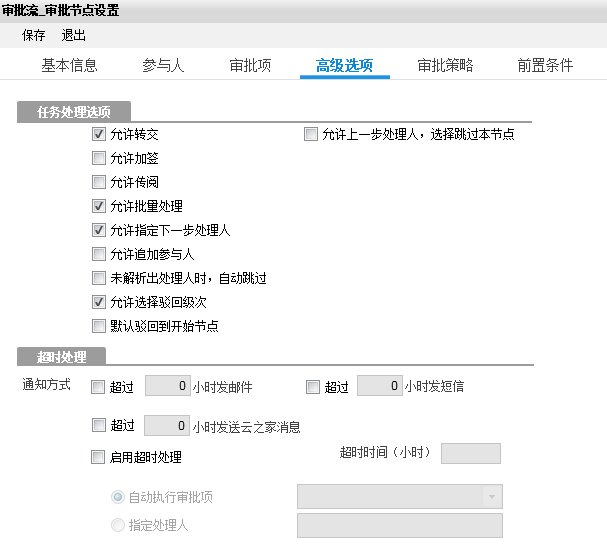 审批流_审批节点设置
保存 退出
基本信息 参与人 审批项 高级选项 审批策略 前置条件
任务处理选项
允许转交 允许上一步处理人，选择跳过本节点
允许加签
允许传阅
允许批量处理
允许指定下一步处理人
允许追加参与人
未解析出处理人时，自动跳过
允许选择驳回级次
默认驳回到开始节点
超时处理
通知方式 超过 0 小时发邮件 超过 0 小时发短信
超过 0 小时发送云之家消息
启用超时处理 超时时间（小时）
自动执行审批项
指定处理人